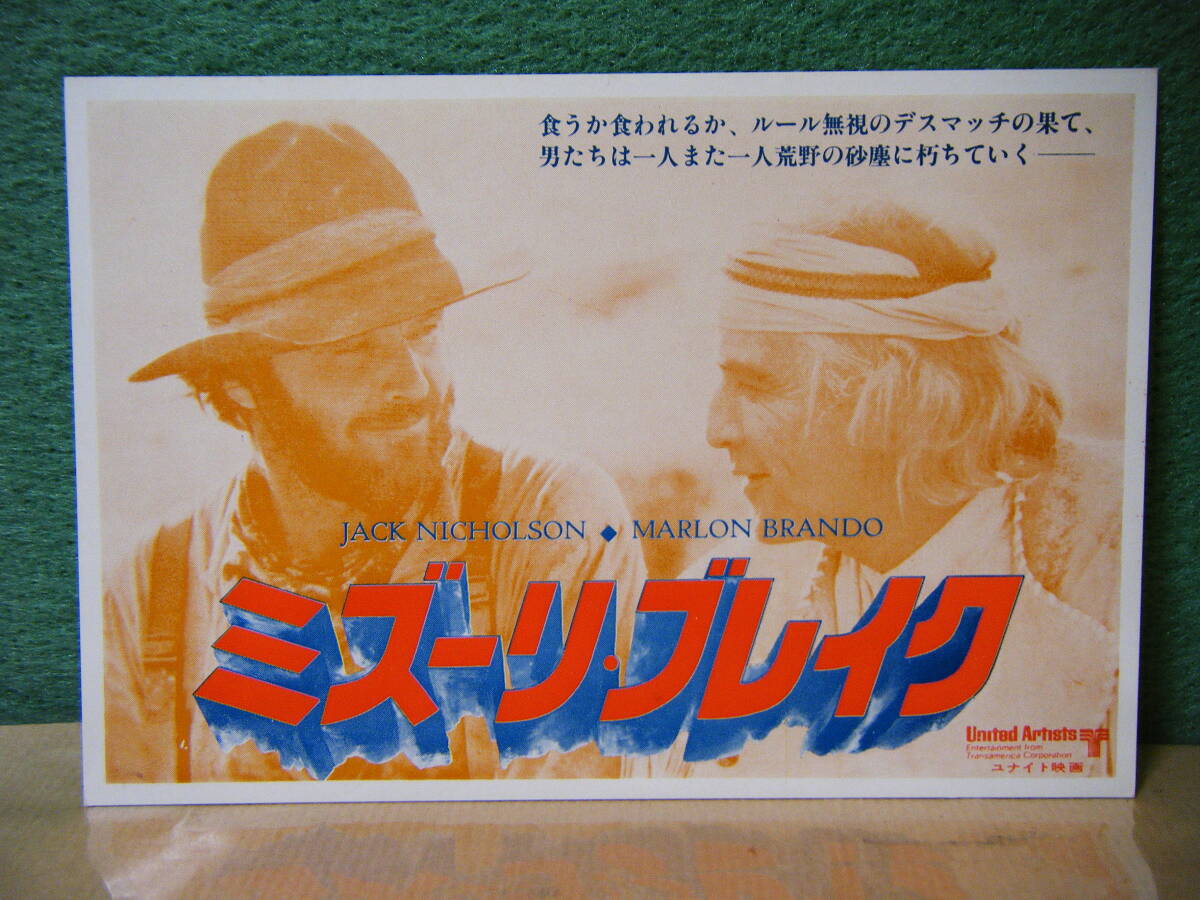 食うか食われるか、ルール無視のデスマッチの果て、
男たちは一人また一人荒野の砂塵に朽ちていく――
JACK NICHOLSON ◆ MARLON BRANDO
ミズーリ・ブレイク
United Artists
Entertainment from
Transamerica Corporation
ユナイト映画